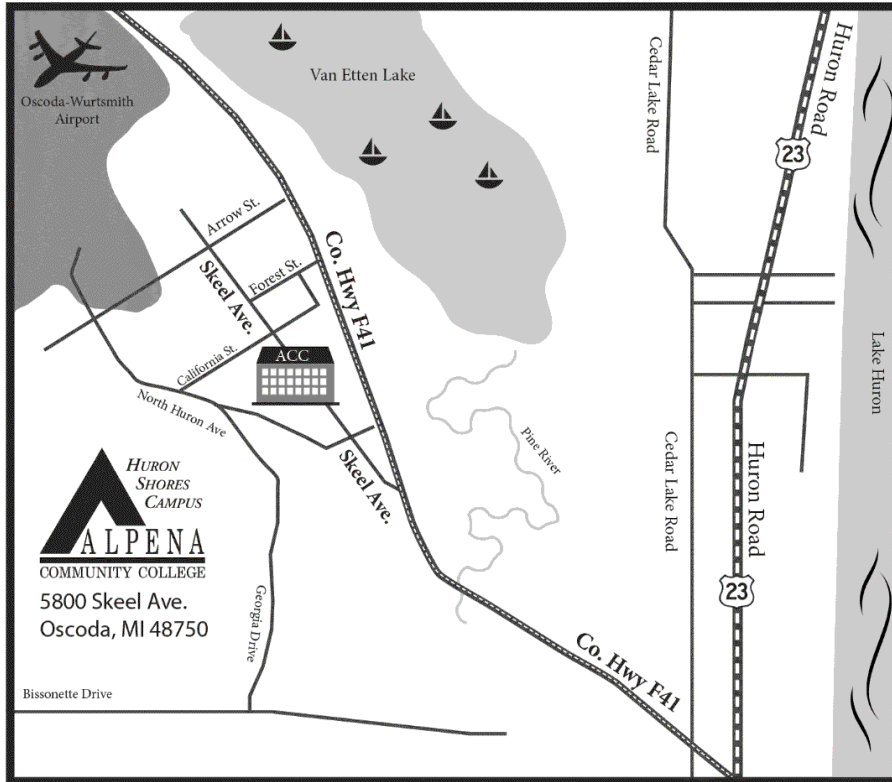 Oscoda-Wurtsmith
Airport
Van Etten Lake
Cedar Lake Road
Huron Road
23
Arrow St.
Skeel Ave.
Forest St.
Co. Hwy F41
California St.
ACC
North Huron Ave
Skeel Ave.
Pine River
Lake Huron
Cedar Lake Road
Huron Road
23
HURON
SHORES
CAMPUS
ALPENA
COMMUNITY COLLEGE
5800 Skeel Ave.
Oscoda, MI 48750
Georgia Drive
Co. Hwy F41
Bissonette Drive